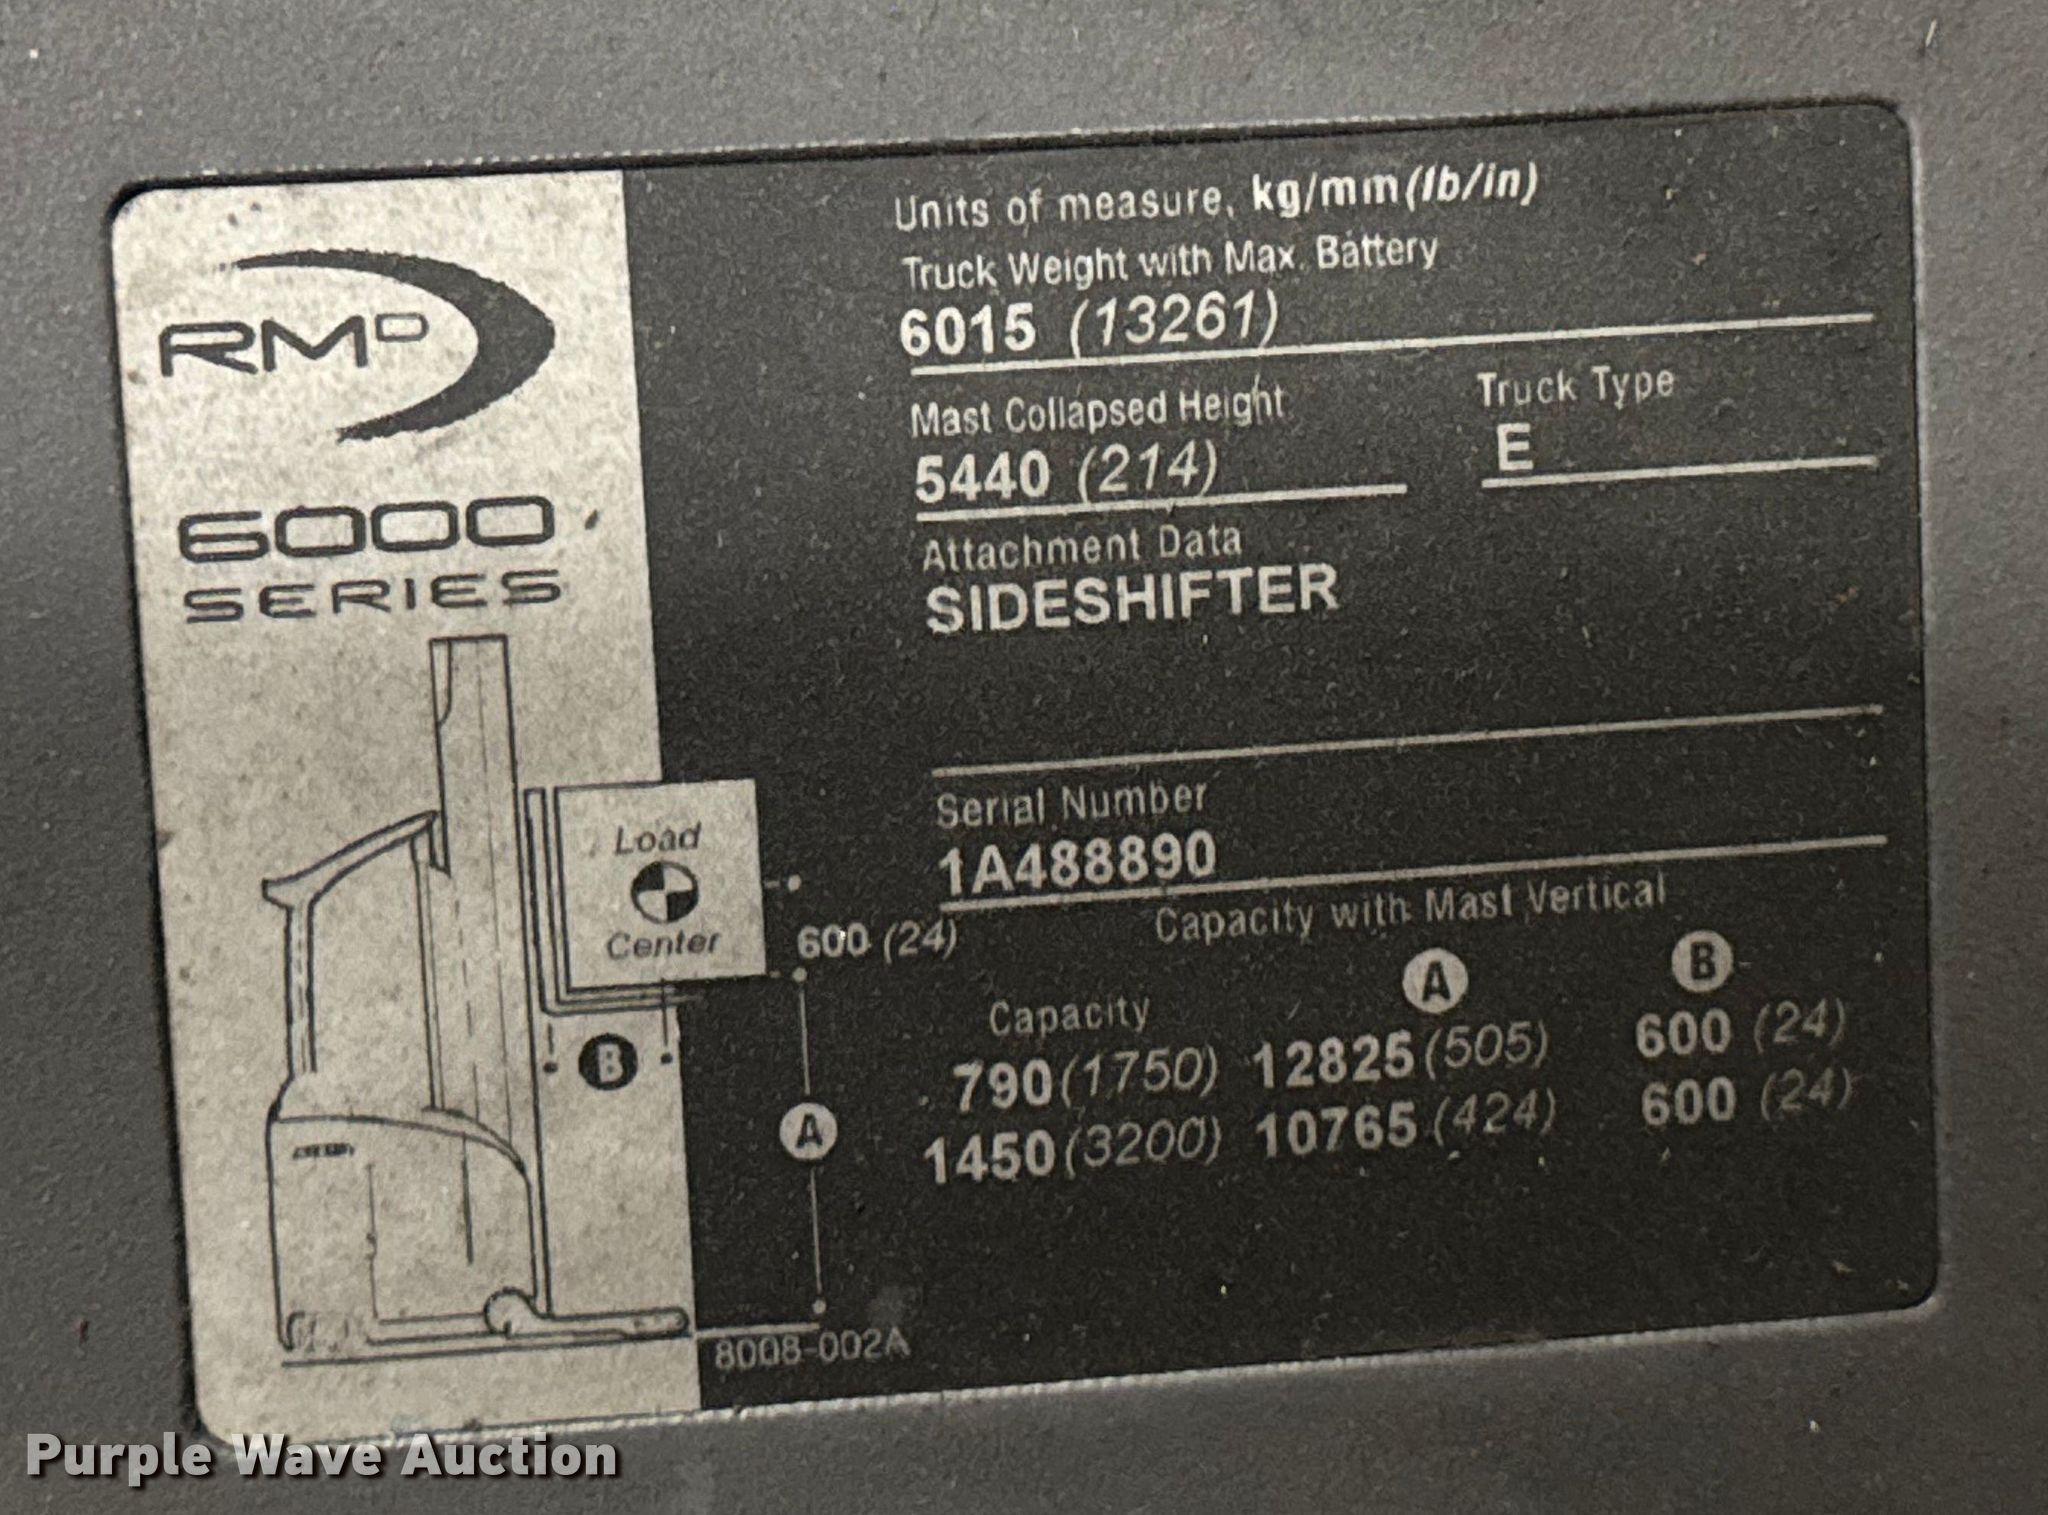 RMD
6000
SERIES
Load
Center
600 (24)
B
A
8008-002A
Units of measure, kg/mm (lb/in)
Truck Weight with Max. Battery
6015 (13261)
Mast Collapsed Height
5440 (214)
Truck Type
E
Attachment Data
SIDESHIFTER
Serial Number
1A488890
Capacity with Mast Vertical
Capacity A B
790 (1750) 12825 (505) 600 (24)
1450 (3200) 10765 (424) 600 (24)
Purple Wave Auction